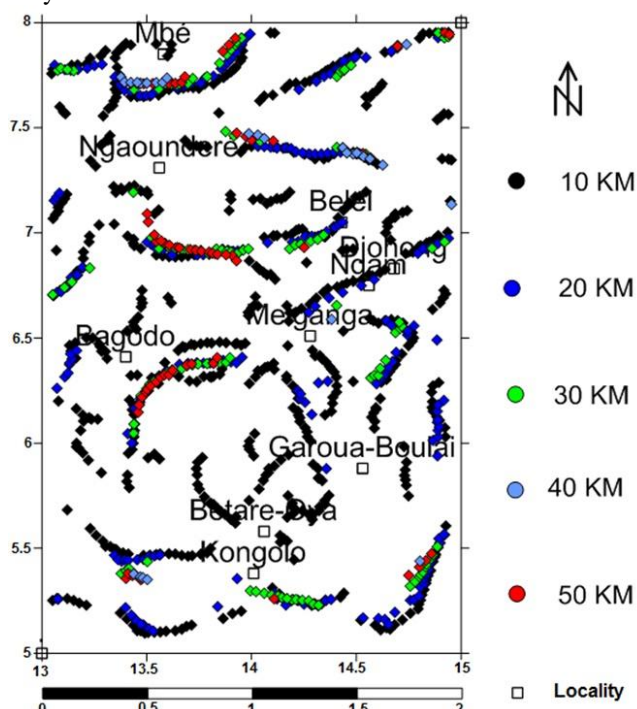 8
Mbé
7.5
Ngaoundere
Belel
7
Djohong
Ndam
Meiganga
6.5
Bagodo
6
Garoua-Boulai
Betare-Oya
5.5
Kongolo
5
13
13.5
14
14.5
15
0
0.5
1
1.5
2
N
10 KM
20 KM
30 KM
40 KM
50 KM
Locality